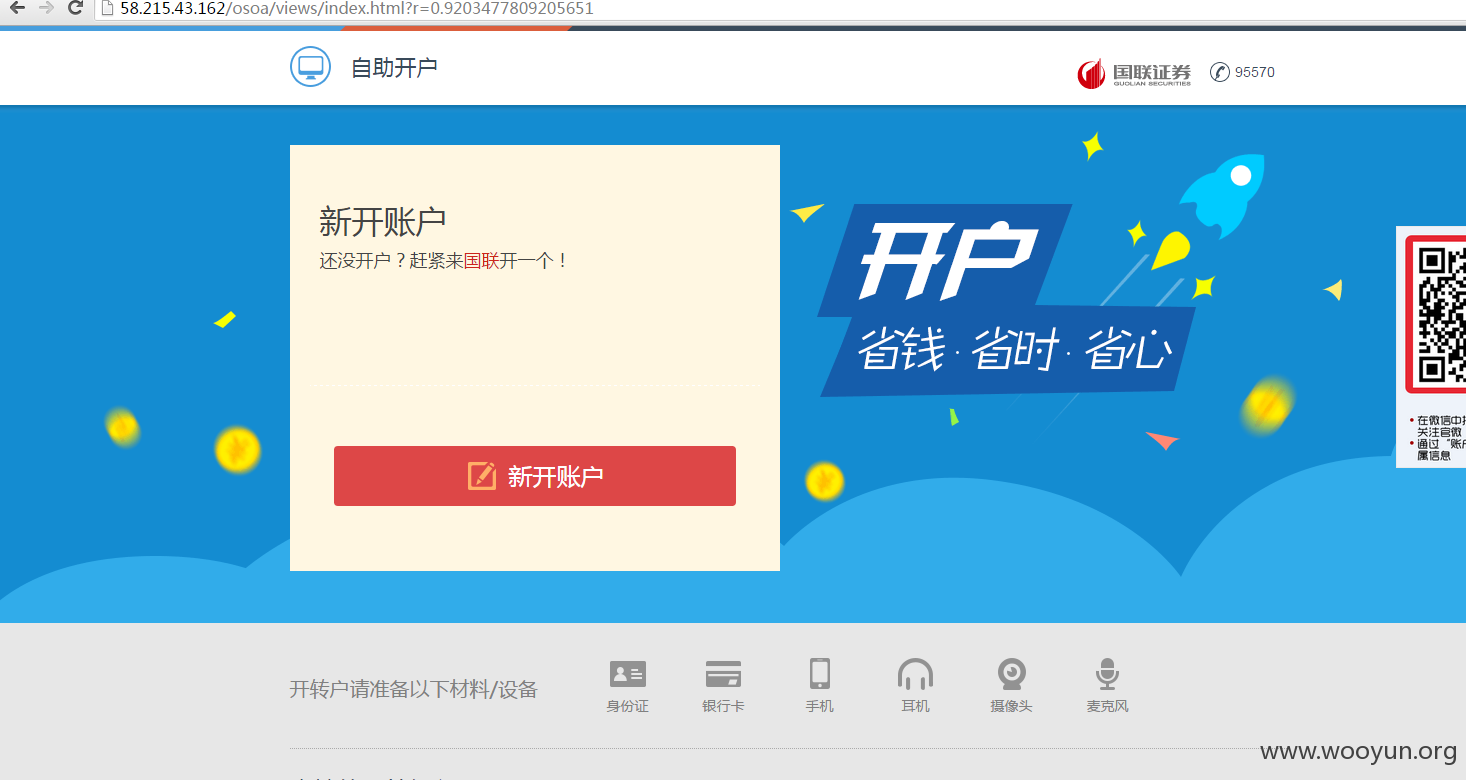 58.215.43.162/osoa/views/index.html?r=0.9203477809205651
自助开户
国联证券
GUOLIAN SECURITIES
95570
新开账户
还没开户？赶紧来国联开一个！
开户
省钱·省时·省心
新开账户
在微信中
关注官微
通过“账
属信息
开转户请准备以下材料/设备
身份证
银行卡
手机
耳机
摄像头
麦克风
www.wooyun.org